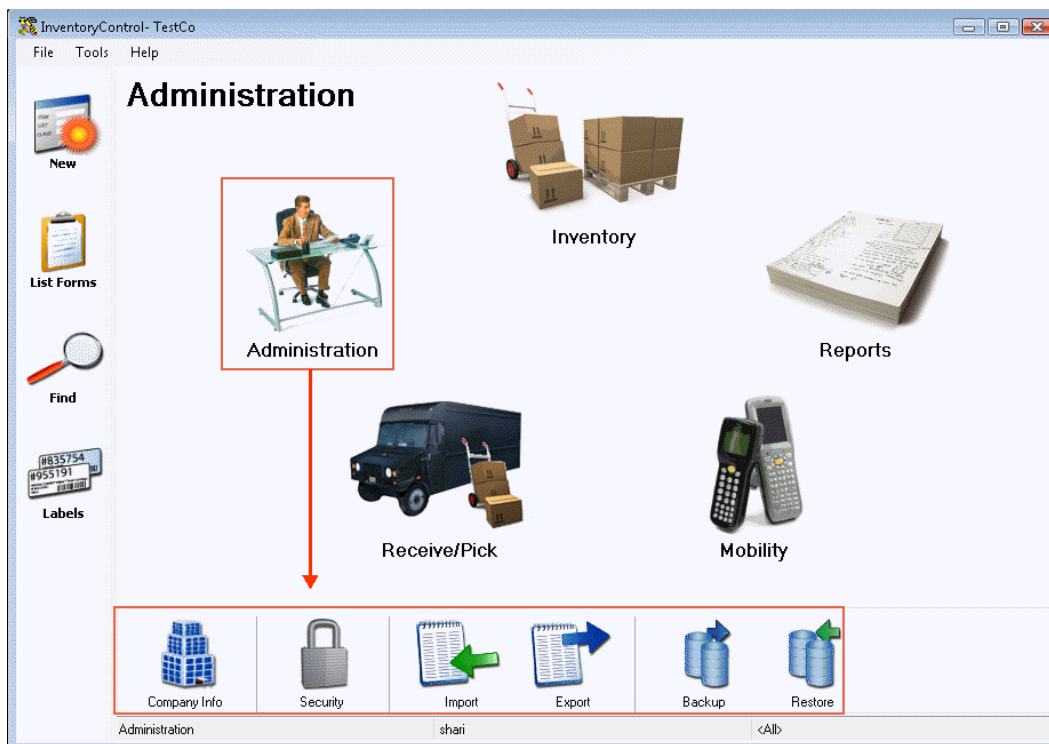 InventoryControl- TestCo
File Tools Help
Administration
New
List Forms
Find
#835754
#955191
Labels
Inventory
Administration
Reports
Receive/Pick
Mobility
Company Info
Security
Import
Export
Backup
Restore
Administration
shari
<All>